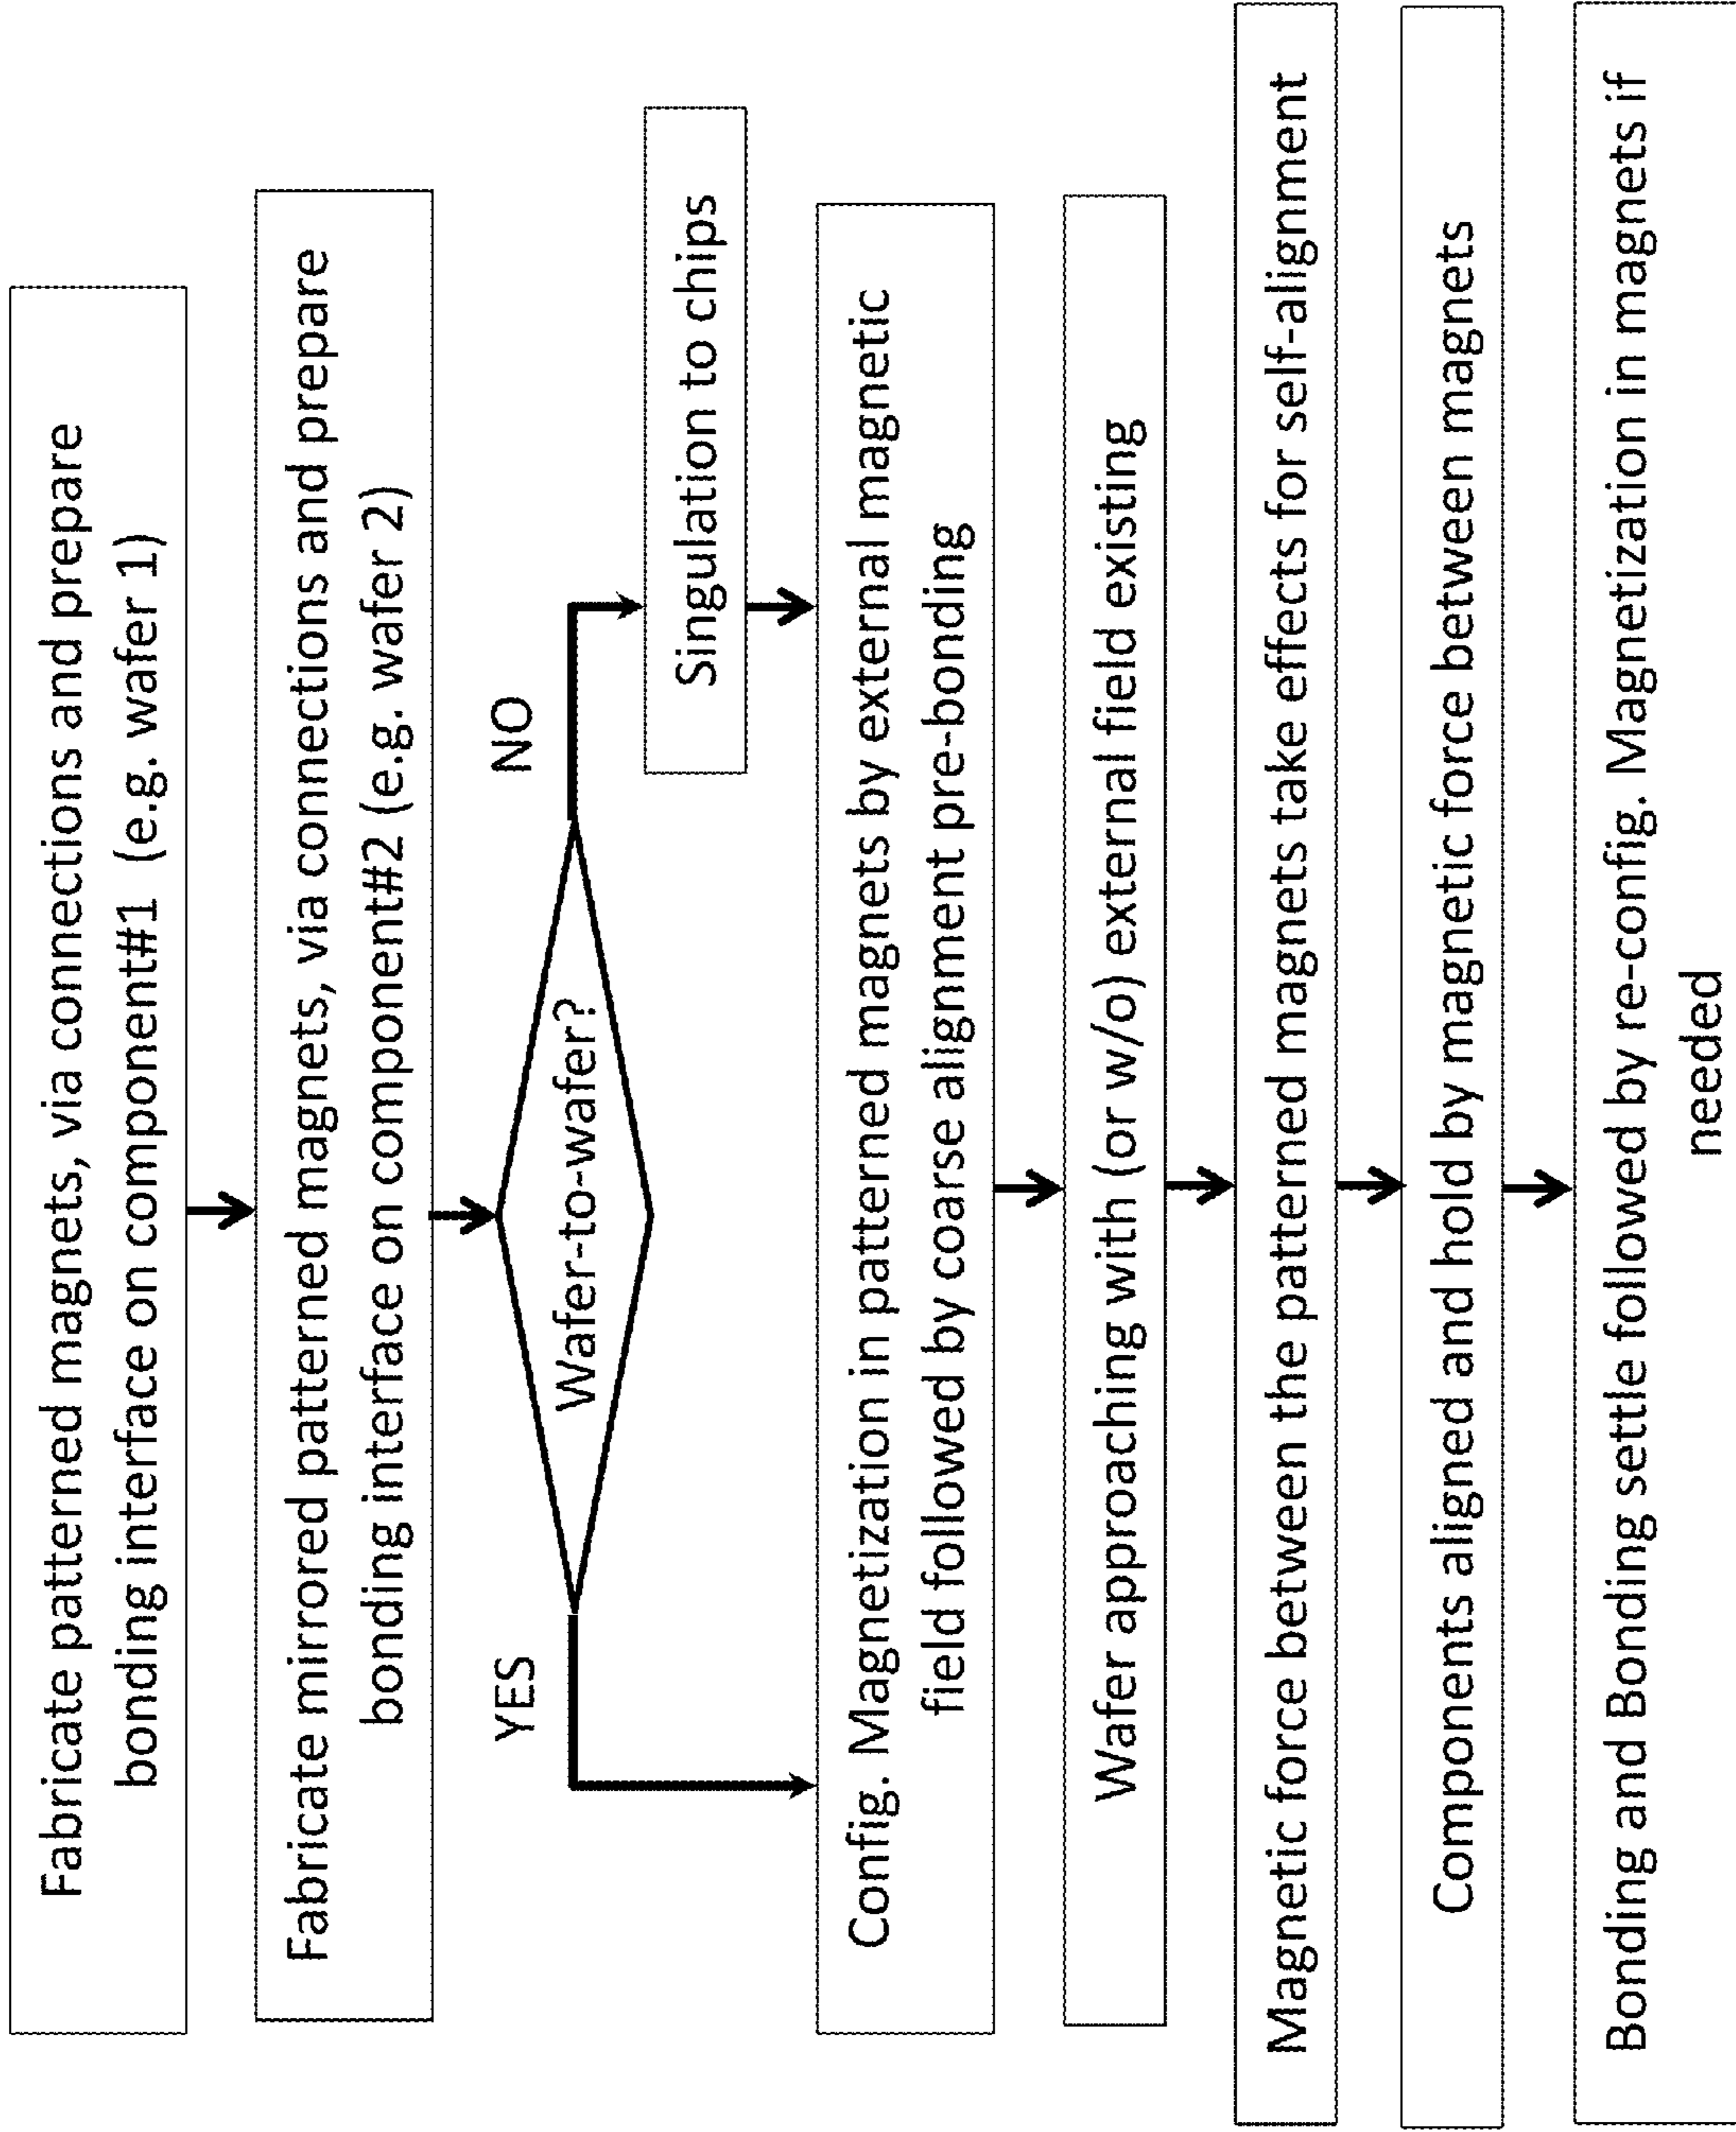 Fabricate patterned magnets, via connections and prepare
bonding interface on component#1 (e.g. wafer 1)
Fabricate mirrored patterned magnets, via connections and prepare
bonding interface on component#2 (e.g. wafer 2)
Wafer-to-wafer?
YES
NO
Singulation to chips
Config. Magnetization in patterned magnets by external magnetic
field followed by coarse alignment pre-bonding
Wafer approaching with (or w/o) external field existing
Magnetic force between the patterned magnets take effects for self-alignment
Components aligned and hold by magnetic force between magnets
Bonding and Bonding settle followed by re-config. Magnetization in magnets if
needed